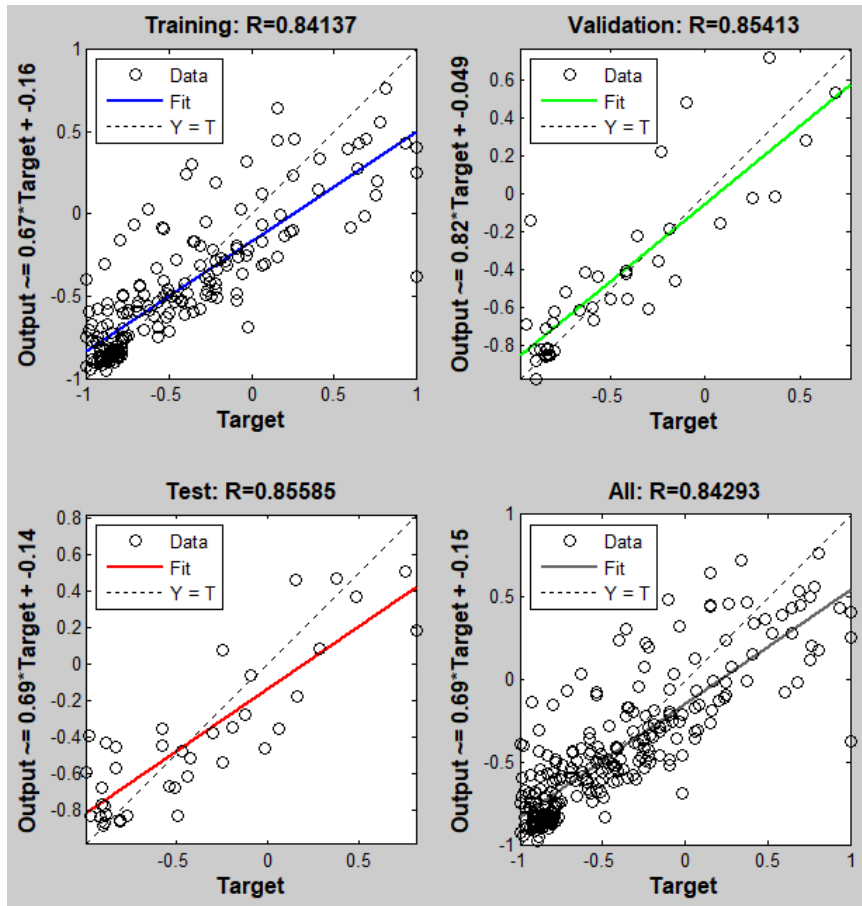 Training: R=0.84137
Output ~= 0.67*Target + -0.16
1
0.5
0
-0.5
-1
Data
Fit
Y = T
-1
-0.5
0
0.5
1
Target
Validation: R=0.85413
Output ~= 0.82*Target + -0.049
0.6
0.4
0.2
0
-0.2
-0.4
-0.6
-0.8
Data
Fit
Y = T
-0.5
0
0.5
Target
Test: R=0.85585
Output ~= 0.69*Target + -0.14
0.8
0.6
0.4
0.2
0
-0.2
-0.4
-0.6
-0.8
Data
Fit
Y = T
-0.5
0
0.5
Target
All: R=0.84293
Output ~= 0.69*Target + -0.15
1
0.5
0
-0.5
-1
Data
Fit
Y = T
-1
-0.5
0
0.5
1
Target